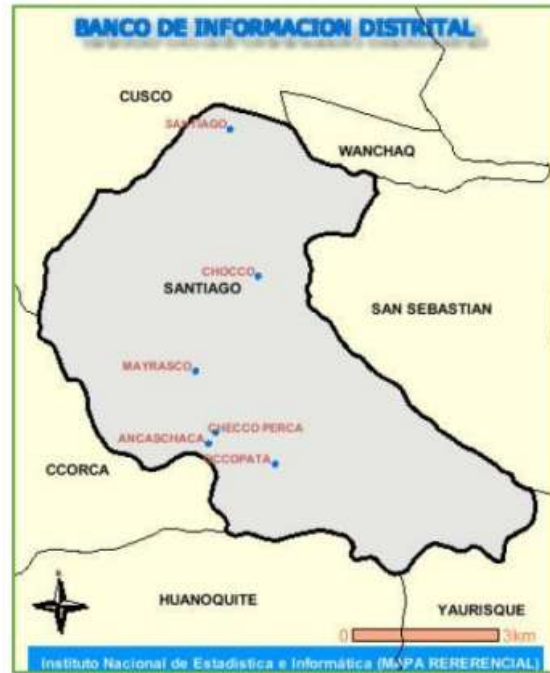 BANCO DE INFORMACION DISTRITAL
CUSCO
SANTIAGO
WANCHAQ
CHOCCO
SANTIAGO
SAN SEBASTIAN
MAYRASCO
CHECCO PERCA
ANCASCHACA
OCCOPATA
CCORCA
HUANOQUITE
YAURISQUE
0 3km
Instituto Nacional de Estadistica e Informática (MAPA RERERENCIAL)